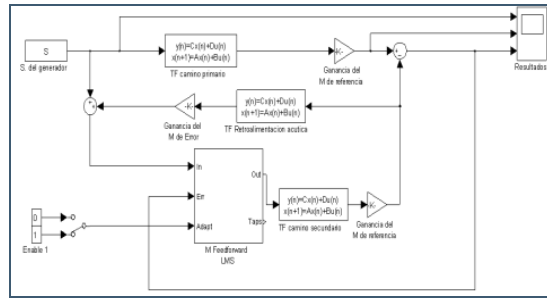 S
S. del generador
y(n)=Cx(n)+Du(n)
x(n+1)=Ax(n)+Bu(n)
TF camino primario
-K-
Ganancia del
M de referencia
Resultados
-K-
Ganancia del
M de Error
y(n)=Cx(n)+Du(n)
x(n+1)=Ax(n)+Bu(n)
TF Retroalimentacion acutica
In
Err
Adapt
Out
Taps
M Feedforward
LMS
y(n)=Cx(n)+Du(n)
x(n+1)=Ax(n)+Bu(n)
TF camino secundario
-K-
Ganancia del
M de referencia
0
1
Enable 1